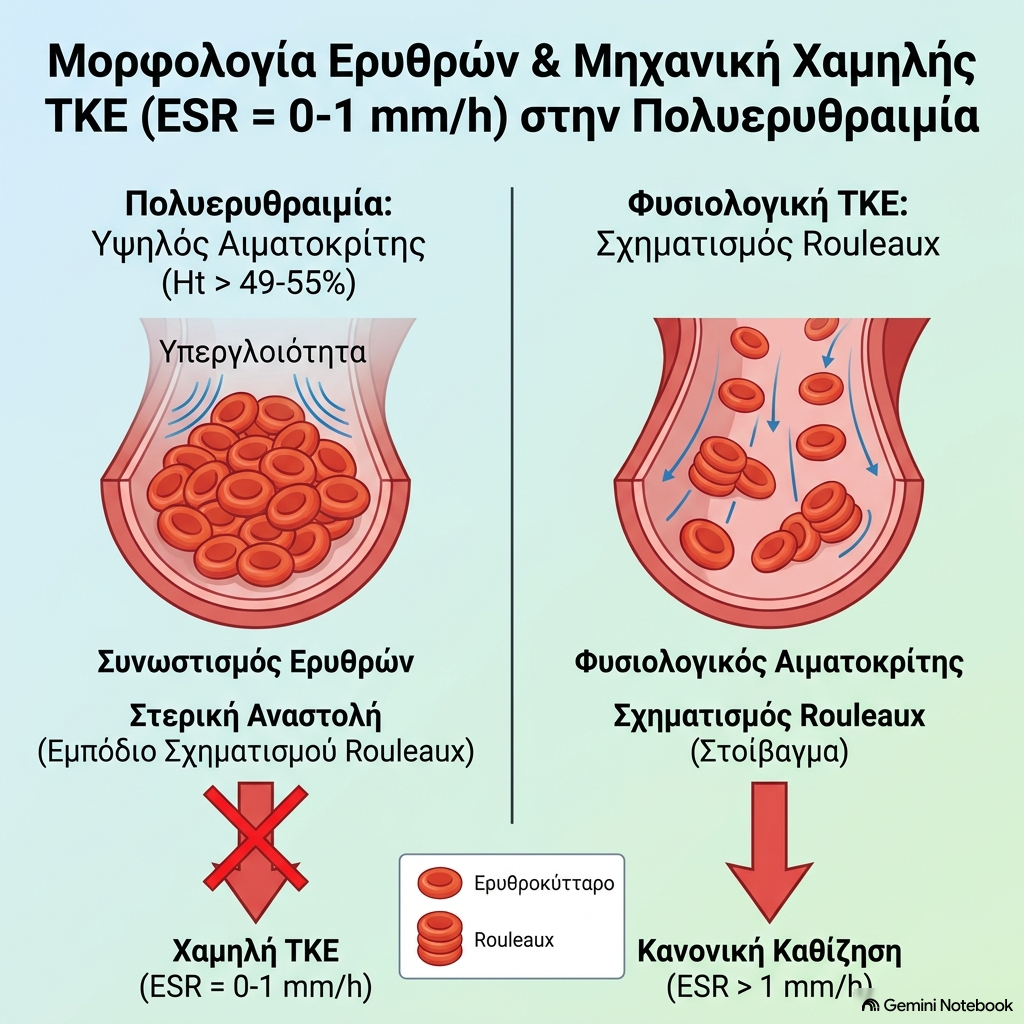 Μορφολογία Ερυθρών & Μηχανική Χαμηλής
ΤΚΕ (ESR = 0-1 mm/h) στην Πολυερυθραιμία
Πολυερυθραιμία:
Υψηλός Αιματοκρίτης
(Ht > 49-55%)
Υπεργλοιότητα
Συνωστισμός Ερυθρών
Στερική Αναστολή
(Εμπόδιο Σχηματισμού Rouleaux)
Χαμηλή ΤΚΕ
(ESR = 0-1 mm/h)
Φυσιολογική ΤΚΕ:
Σχηματισμός Rouleaux
Φυσιολογικός Αιματοκρίτης
Σχηματισμός Rouleaux
(Στοίβαγμα)
Κανονική Καθίζηση
(ESR > 1 mm/h)
Ερυθροκύτταρο
Rouleaux
Gemini Notebook